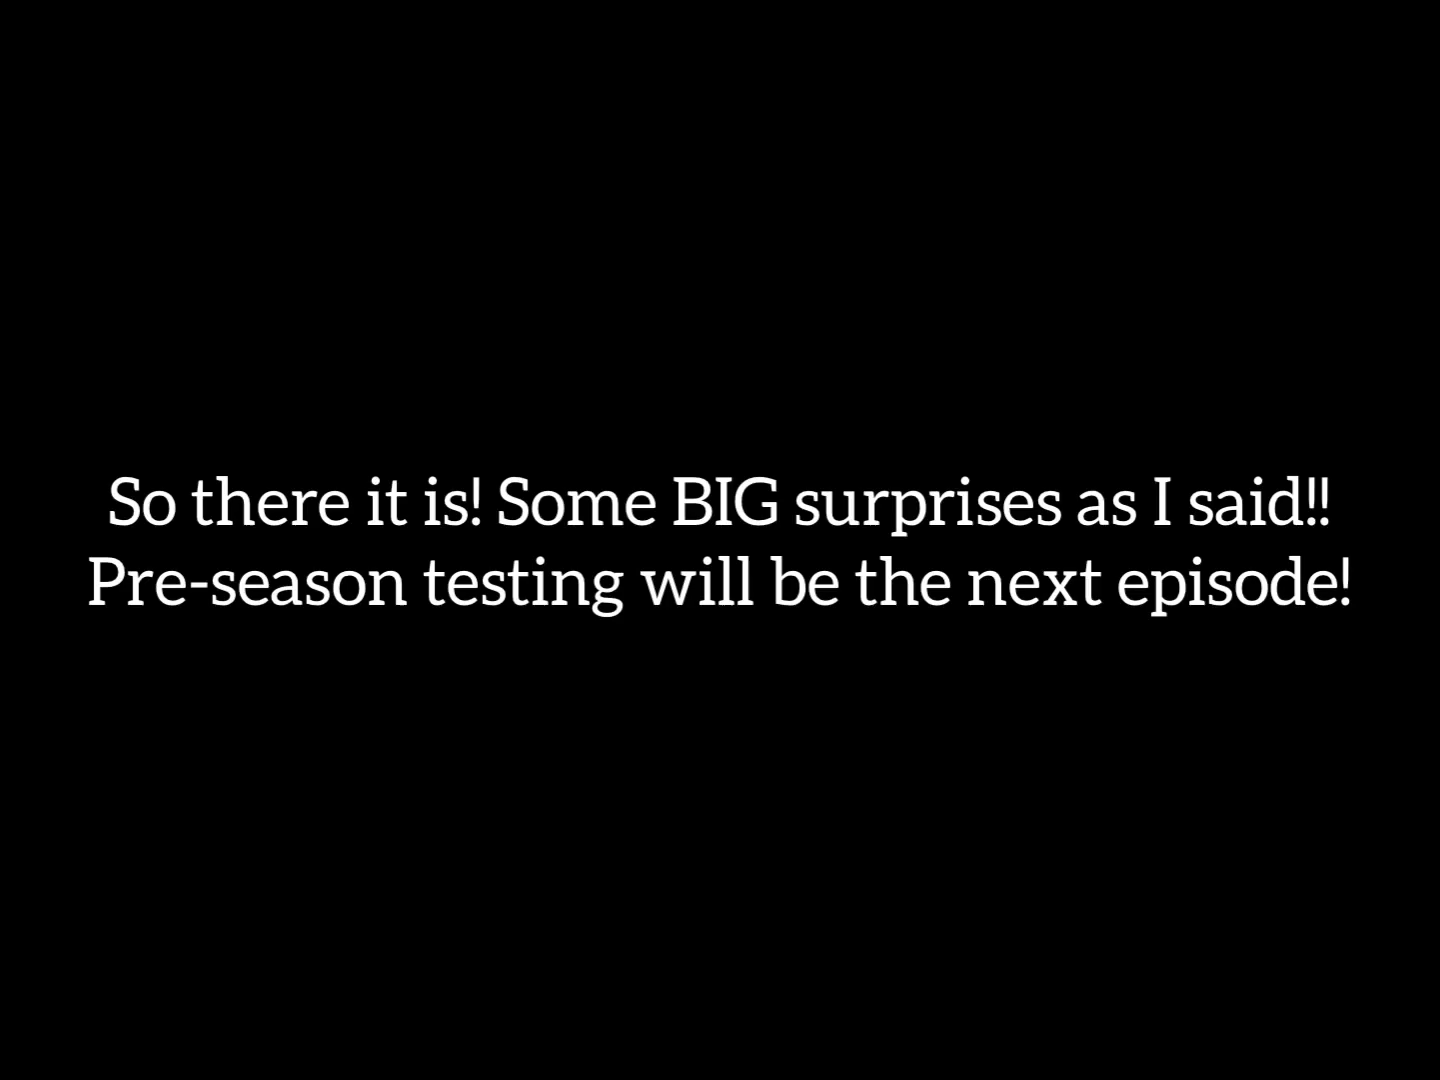 So there it is! Some BIG surprises as I said!!
Pre-season testing will be the next episode!